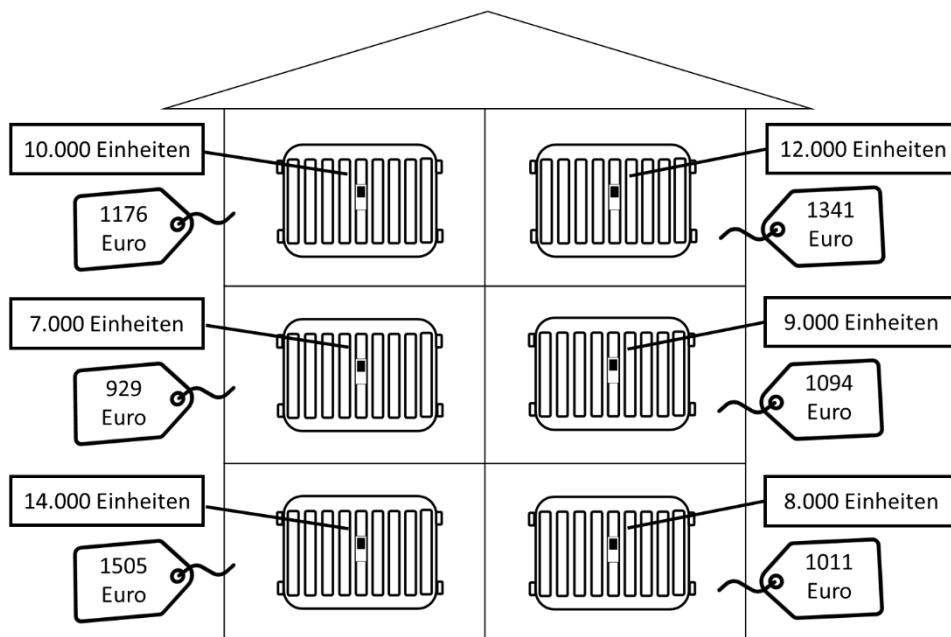 10.000 Einheiten
12.000 Einheiten
1176
Euro
1341
Euro
7.000 Einheiten
9.000 Einheiten
929
Euro
1094
Euro
14.000 Einheiten
8.000 Einheiten
1505
Euro
1011
Euro